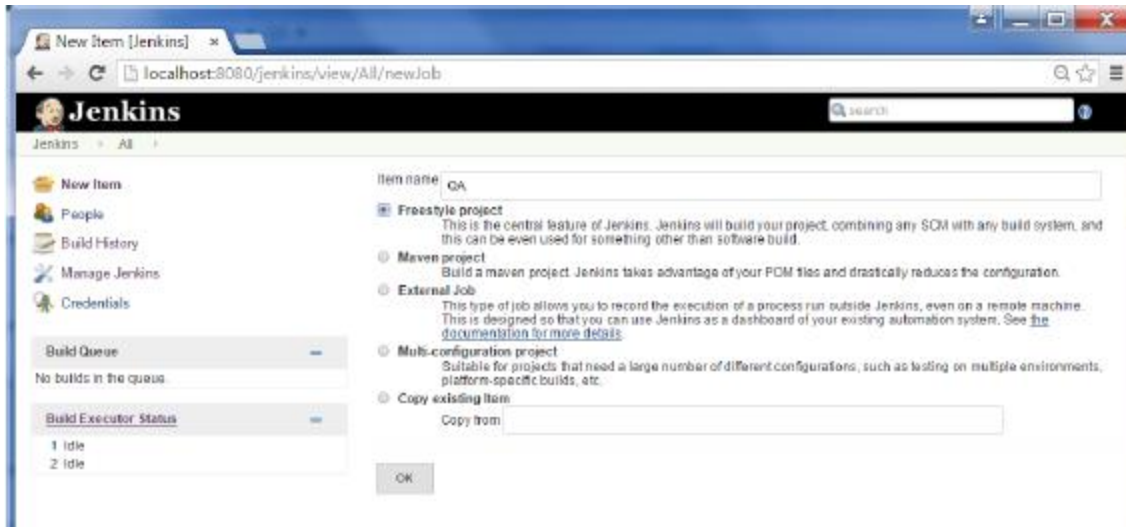 New Item [Jenkins]
localhost:8080/jenkins/view/All/newJob
Jenkins
search
Jenkins All
New Item
People
Build History
Manage Jenkins
Credentials
Build Queue
No builds in the queue.
Build Executor Status
1 Idle
2 Idle
Item name QA
Freestyle project
This is the central feature of Jenkins. Jenkins will build your project, combining any SCM with any build system, and
this can be even used for something other than software build.
Maven project
Build a maven project. Jenkins takes advantage of your POM files and drastically reduces the configuration.
External Job
This type of job allows you to record the execution of a process run outside Jenkins, even on a remote machine.
This is designed so that you can use Jenkins as a dashboard of your existing automation system. See the
documentation for more details.
Multi-configuration project
Suitable for projects that need a large number of different configurations, such as testing on multiple environments,
platform-specific builds, etc.
Copy existing Item
Copy from
OK